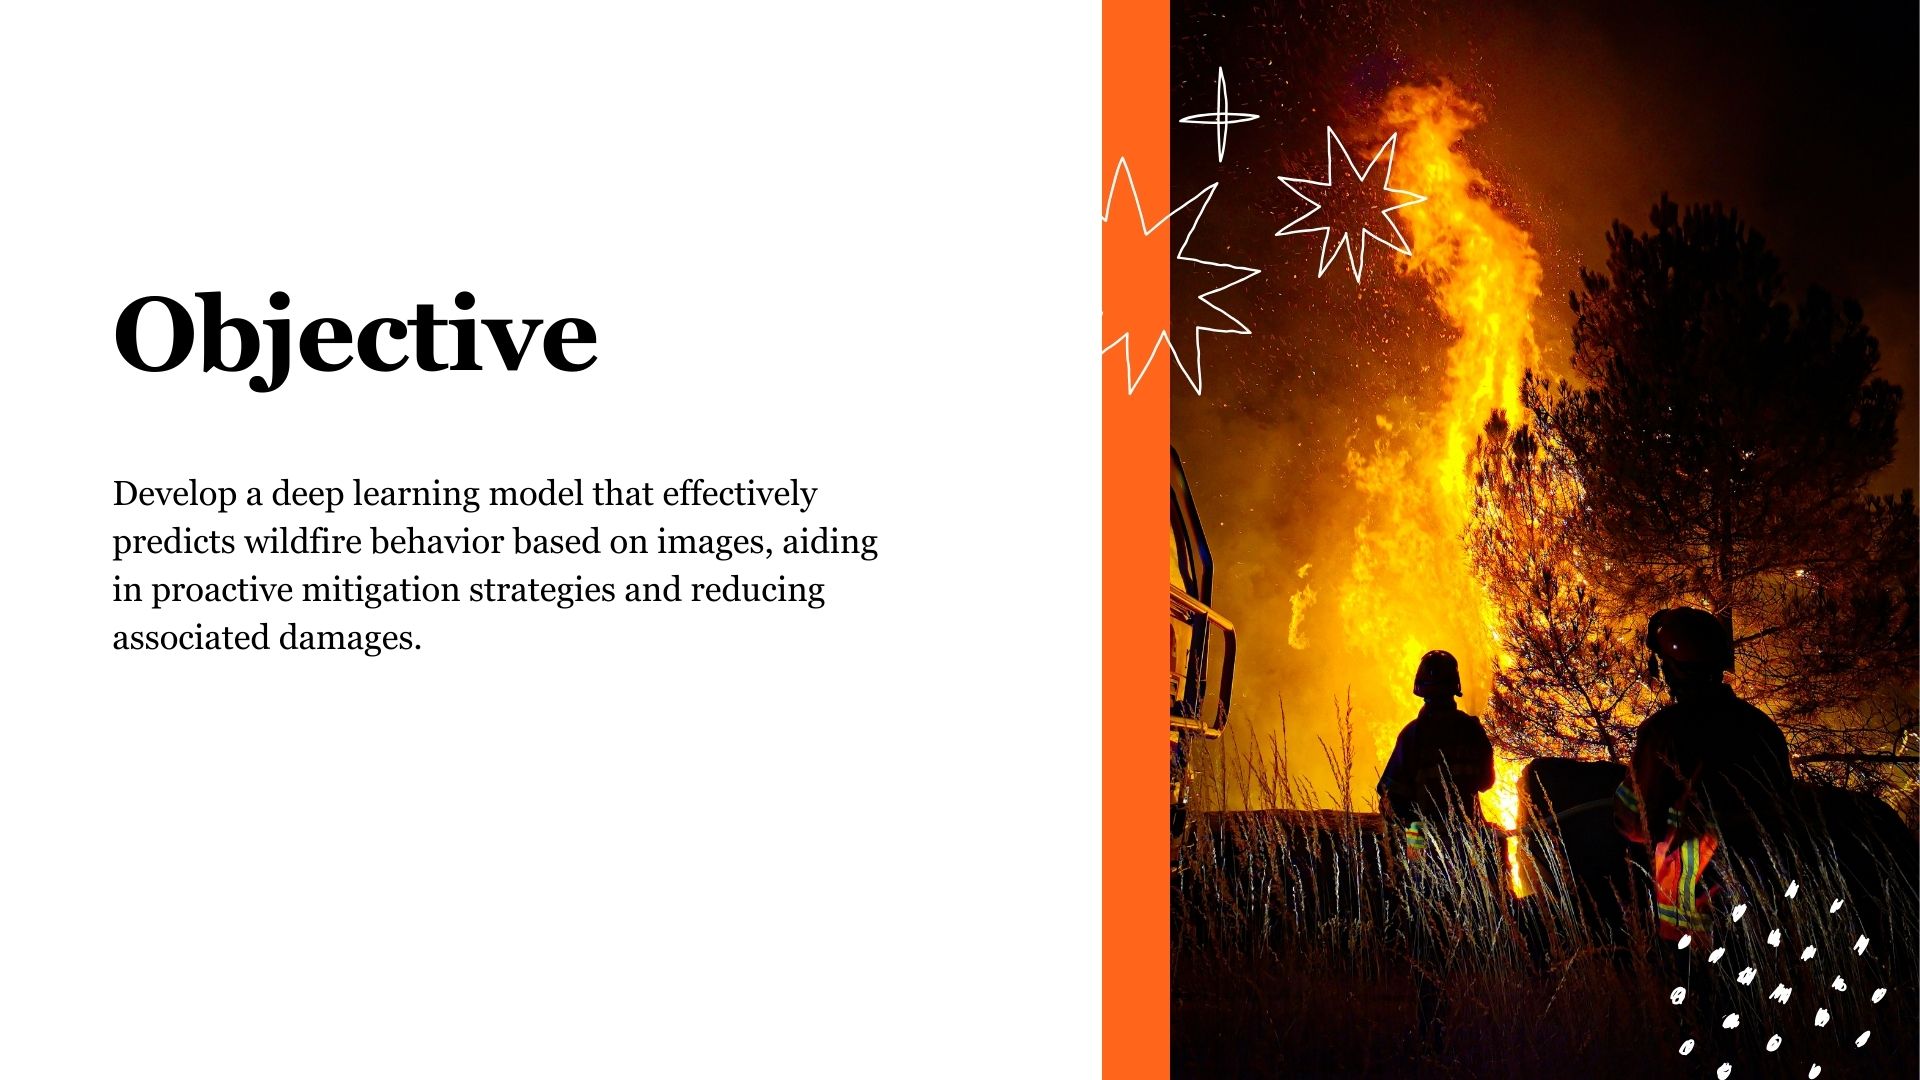 Objective
Develop a deep learning model that effectively
predicts wildfire behavior based on images, aiding
in proactive mitigation strategies and reducing
associated damages.